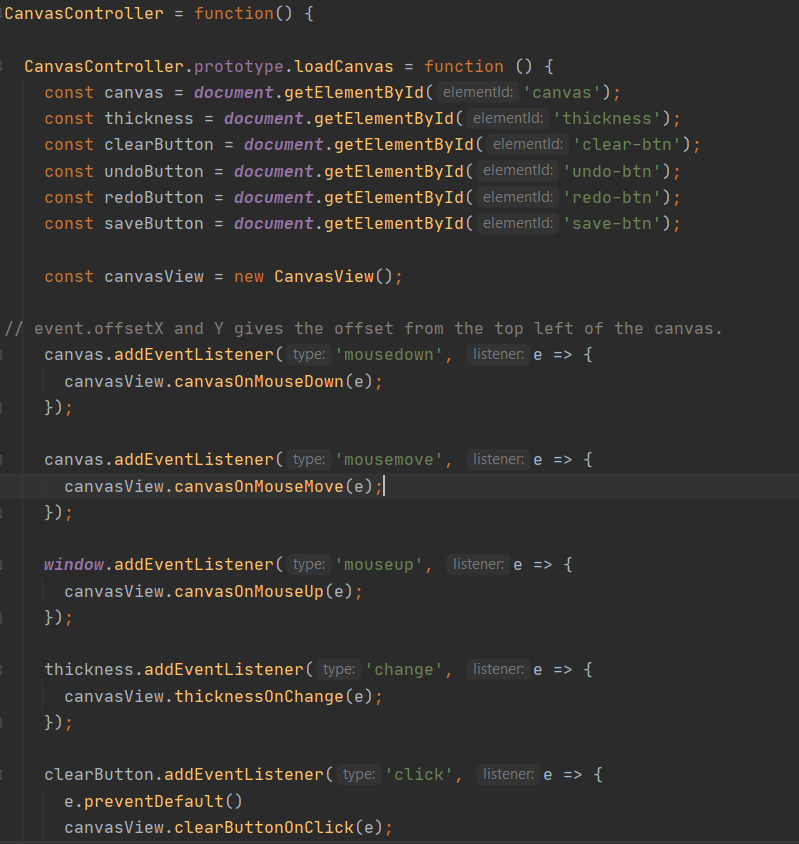 CanvasController = function() {
CanvasController.prototype.loadCanvas = function () {
const canvas = document.getElementById( elementId: 'canvas');
const thickness = document.getElementById( elementId: 'thickness');
const clearButton = document.getElementById( elementId: 'clear-btn');
const undoButton = document.getElementById( elementId: 'undo-btn');
const redoButton = document.getElementById( elementId: 'redo-btn');
const saveButton = document.getElementById( elementId: 'save-btn');
const canvasView = new CanvasView();
// event.offsetX and Y gives the offset from the top left of the canvas.
canvas.addEventListener( type: 'mousedown', listener: e => {
canvasView.canvasOnMouseDown(e);
});
canvas.addEventListener( type: 'mousemove', listener: e => {
canvasView.canvasOnMouseMove(e);
});
window.addEventListener( type: 'mouseup', listener: e => {
canvasView.canvasOnMouseUp(e);
});
thickness.addEventListener( type: 'change', listener: e => {
canvasView.thicknessOnChange(e);
});
clearButton.addEventListener( type: 'click', listener: e => {
e.preventDefault()
canvasView.clearButtonOnClick(e);